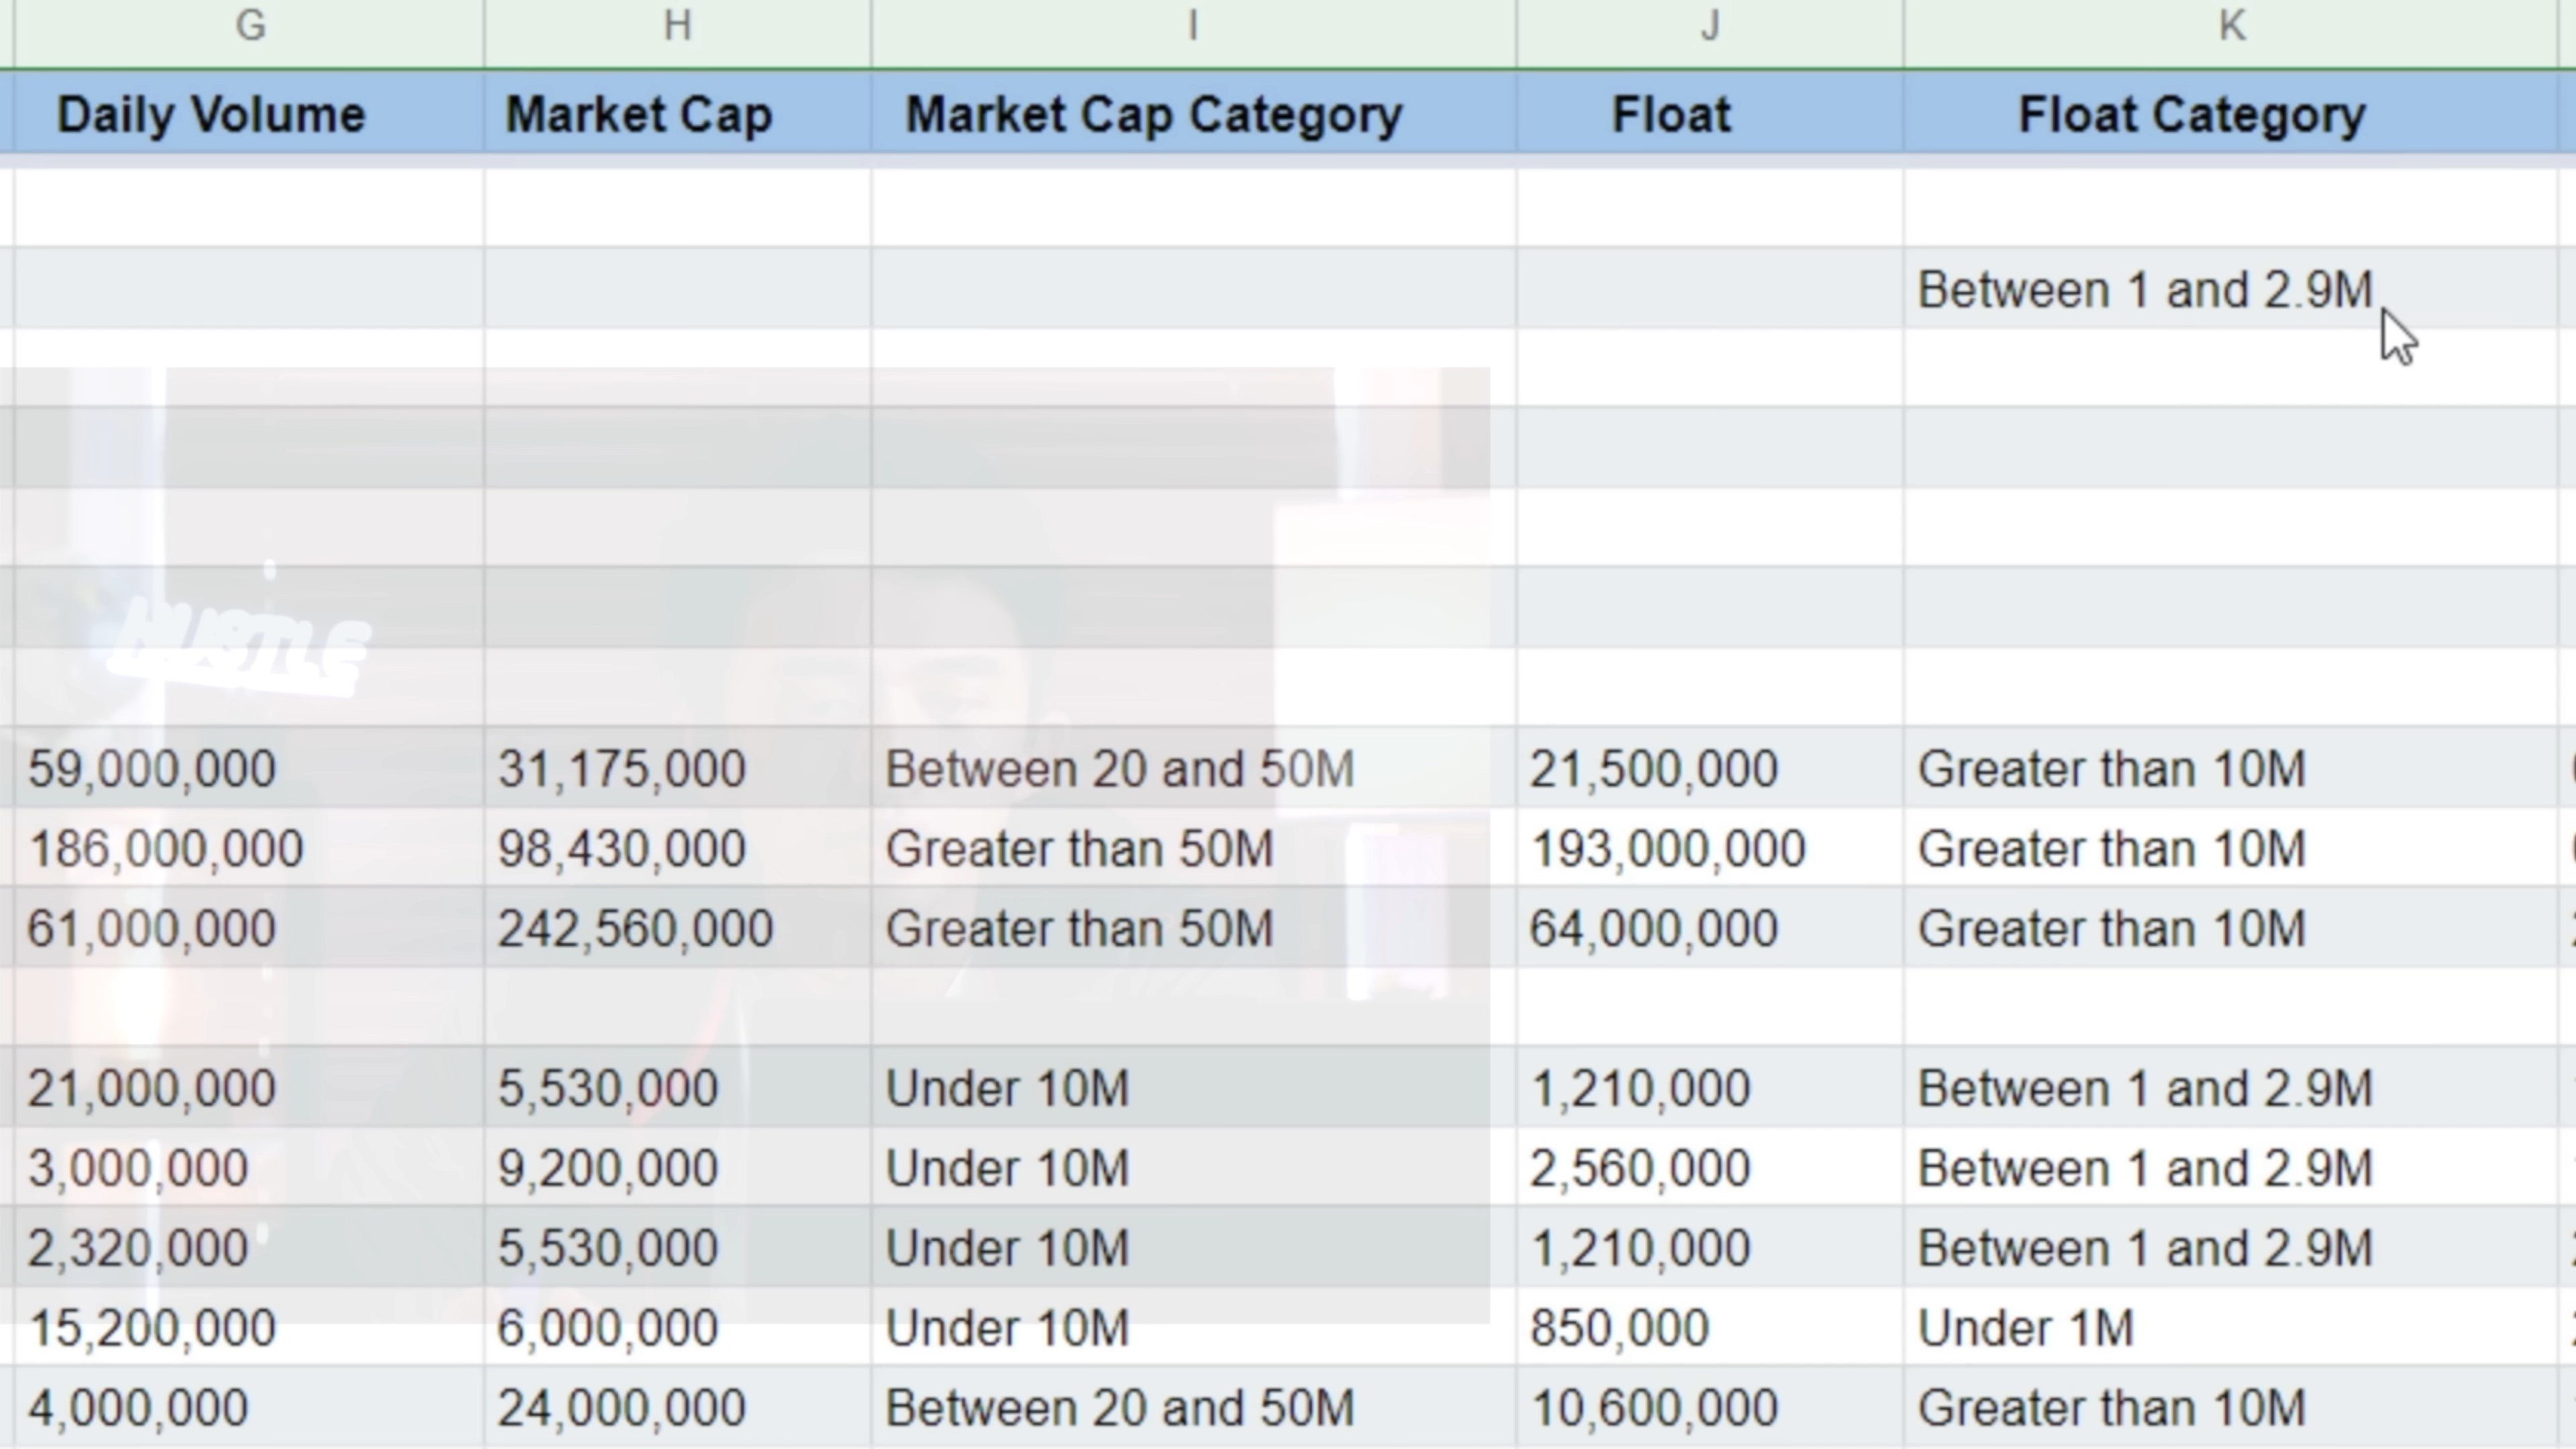 G H I J K
Daily Volume Market Cap Market Cap Category Float Float Category
Between 1 and 2.9M
HUSTLE
59,000,000 31,175,000 Between 20 and 50M 21,500,000 Greater than 10M
186,000,000 98,430,000 Greater than 50M 193,000,000 Greater than 10M
61,000,000 242,560,000 Greater than 50M 64,000,000 Greater than 10M
21,000,000 5,530,000 Under 10M 1,210,000 Between 1 and 2.9M
3,000,000 9,200,000 Under 10M 2,560,000 Between 1 and 2.9M
2,320,000 5,530,000 Under 10M 1,210,000 Between 1 and 2.9M
15,200,000 6,000,000 Under 10M 850,000 Under 1M
4,000,000 24,000,000 Between 20 and 50M 10,600,000 Greater than 10M